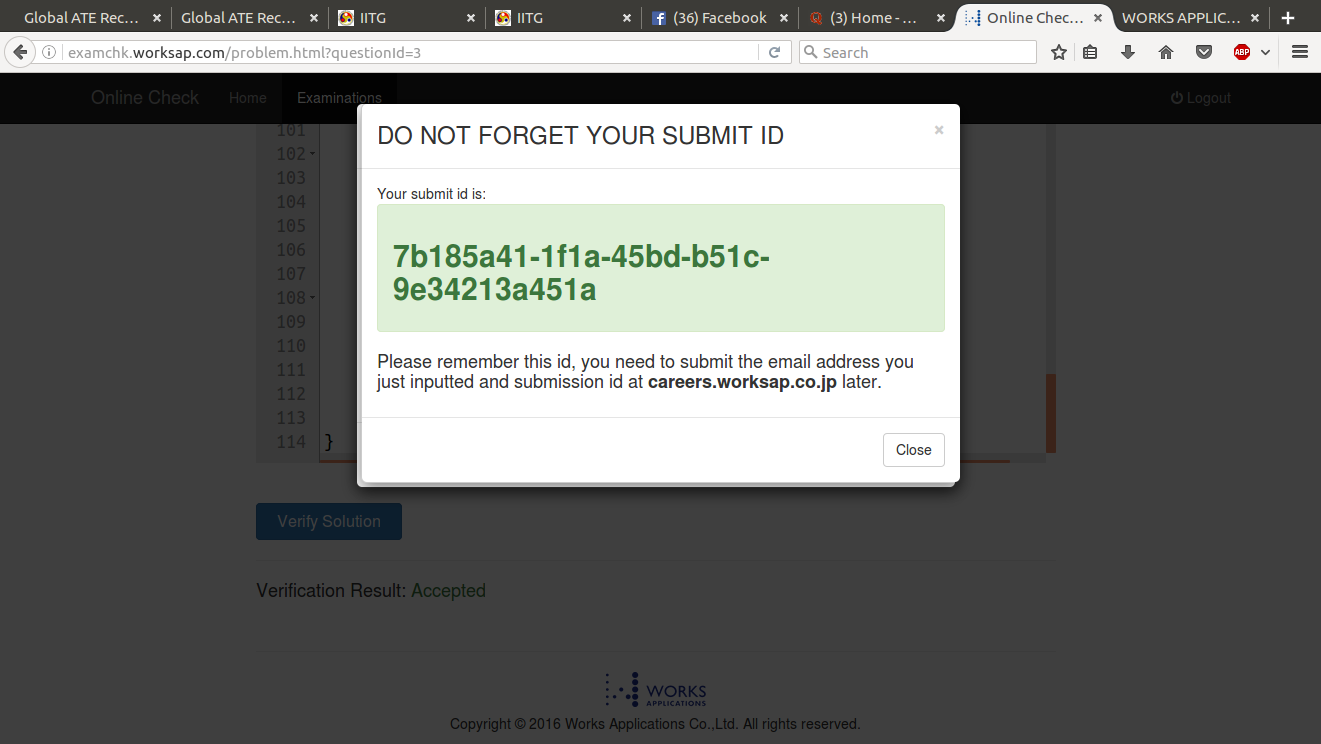 Global ATE Rec... × Global ATE Rec... × IITG × IITG × (36) Facebook × (3) Home - ... × Online Chec... × WORKS APPLIC... ×
examchk.worksap.com/problem.html?questionId=3 Search ABP
Online Check Home Examinations Logout
DO NOT FORGET YOUR SUBMIT ID ×
Your submit id is:
7b185a41-1f1a-45bd-b51c-
9e34213a451a
Please remember this id, you need to submit the email address you
just inputted and submission id at careers.worksap.co.jp later.
Close
101
102
103
104
105
106
107
108
109
110
111
112
113
114 }
Verify Solution
Verification Result: Accepted
WORKS
APPLICATIONS
Copyright © 2016 Works Applications Co.,Ltd. All rights reserved.